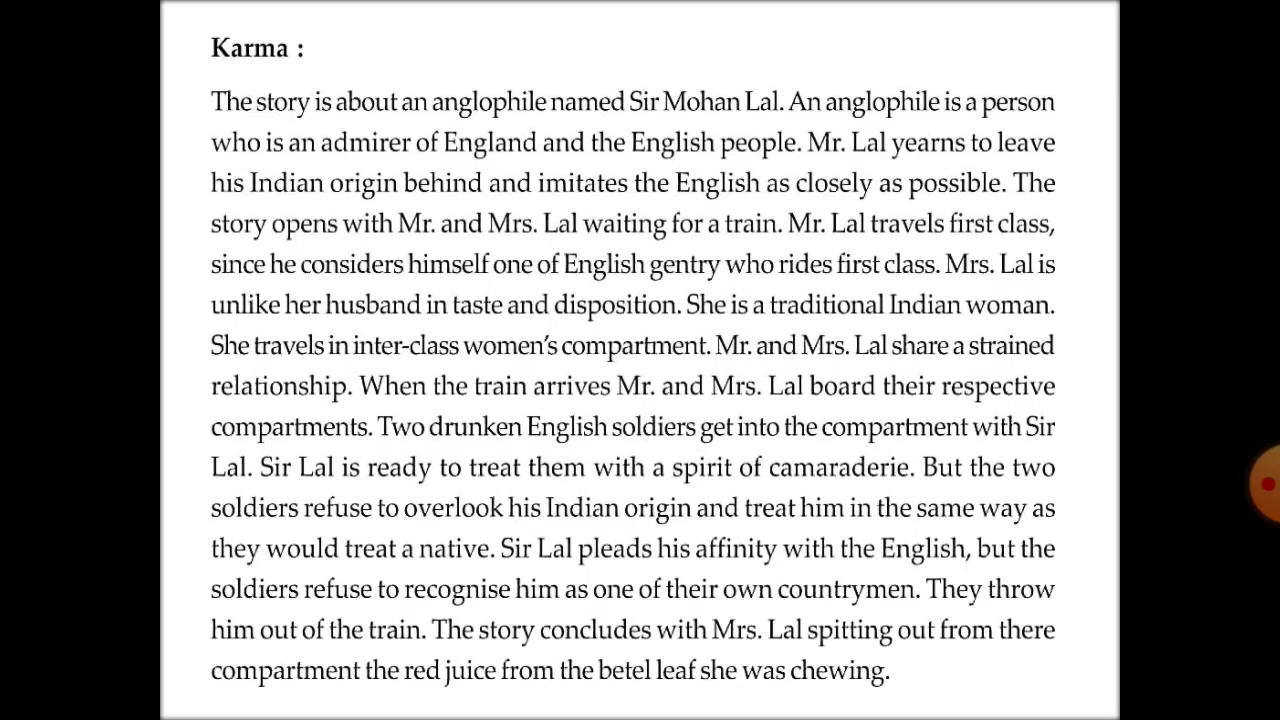 Karma :
The story is about an anglophile named Sir Mohan Lal. An anglophile is a person
who is an admirer of England and the English people. Mr. Lal yearns to leave
his Indian origin behind and imitates the English as closely as possible. The
story opens with Mr. and Mrs. Lal waiting for a train. Mr. Lal travels first class,
since he considers himself one of English gentry who rides first class. Mrs. Lal is
unlike her husband in taste and disposition. She is a traditional Indian woman.
She travels in inter-class women's compartment. Mr. and Mrs. Lal share a strained
relationship. When the train arrives Mr. and Mrs. Lal board their respective
compartments. Two drunken English soldiers get into the compartment with Sir
Lal. Sir Lal is ready to treat them with a spirit of camaraderie. But the two
soldiers refuse to overlook his Indian origin and treat him in the same way as
they would treat a native. Sir Lal pleads his affinity with the English, but the
soldiers refuse to recognise him as one of their own countrymen. They throw
him out of the train. The story concludes with Mrs. Lal spitting out from there
compartment the red juice from the betel leaf she was chewing.